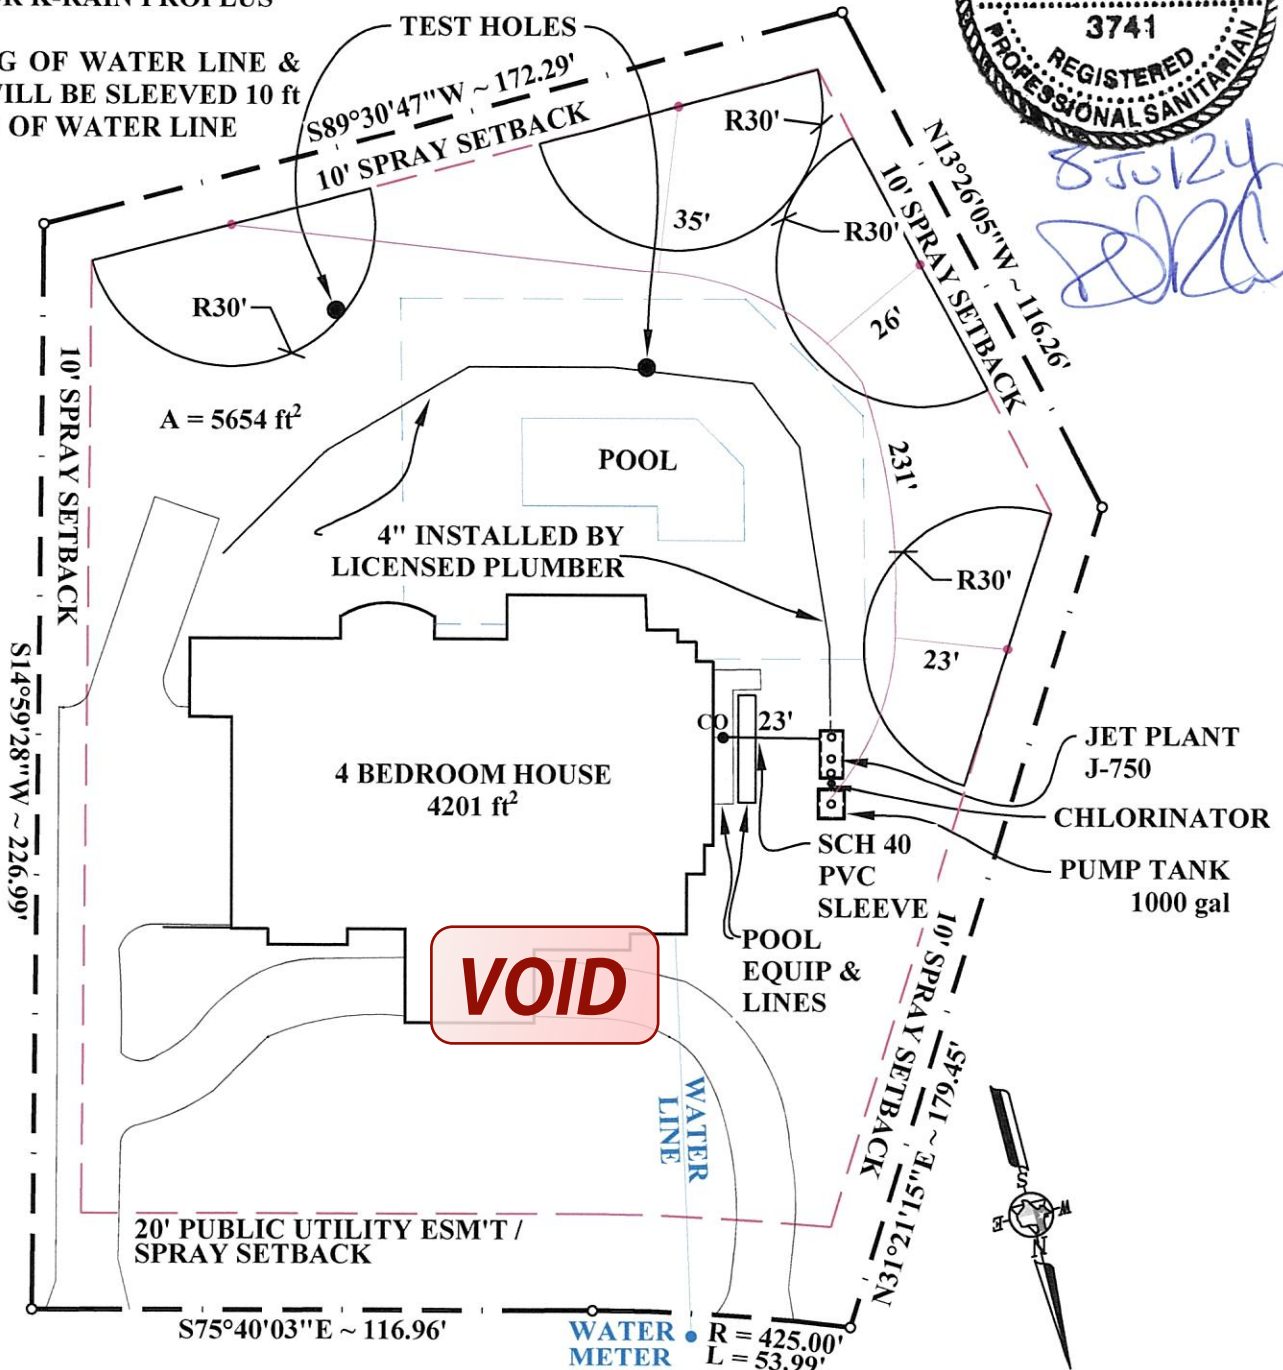 G OF WATER LINE &
WILL BE SLEEVED 10 ft
OF WATER LINE
TEST HOLES
3741
REGISTERED
PROFESSIONAL SANITARIAN
8 JUL 24
S89°30'47"W ~ 172.29'
10' SPRAY SETBACK
N13°26'05"W ~ 116.26'
10' SPRAY SETBACK
R30'
35'
R30'
26'
R30'
A = 5654 ft²
10' SPRAY SETBACK
POOL
231'
4" INSTALLED BY
LICENSED PLUMBER
R30'
23'
S14°59'28"W ~ 226.99'
CO
23'
4 BEDROOM HOUSE
4201 ft²
JET PLANT
J-750
CHLORINATOR
PUMP TANK
1000 gal
SCH 40
PVC
SLEEVE
POOL
EQUIP &
LINES
VOID
10' SPRAY SETBACK
N31°21'15"E ~ 179.45'
WATER
LINE
20' PUBLIC UTILITY ESM'T /
SPRAY SETBACK
S
E
W
N
S75°40'03"E ~ 116.96'
WATER
METER
R = 425.00'
L = 53.99'